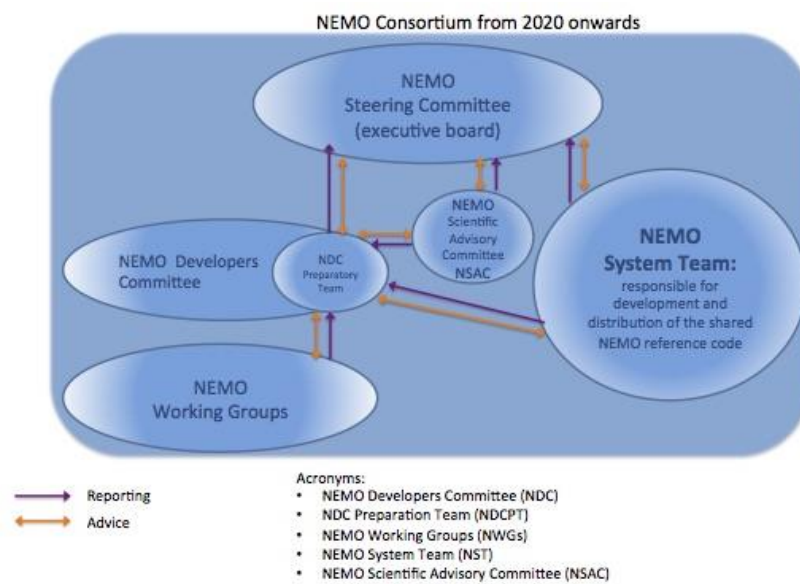 NEMO Consortium from 2020 onwards
NEMO
Steering Committee
(executive board)
NEMO
Scientific
Advisory
Committee
NSAC
NEMO Developers
Committee
NDC
Preparatory
Team
NEMO
System Team:
responsible for
development and
distribution of the shared
NEMO reference code
NEMO
Working Groups
Reporting
Advice
Acronyms:
• NEMO Developers Committee (NDC)
• NDC Preparation Team (NDCPT)
• NEMO Working Groups (NWGs)
• NEMO System Team (NST)
• NEMO Scientific Advisory Committee (NSAC)